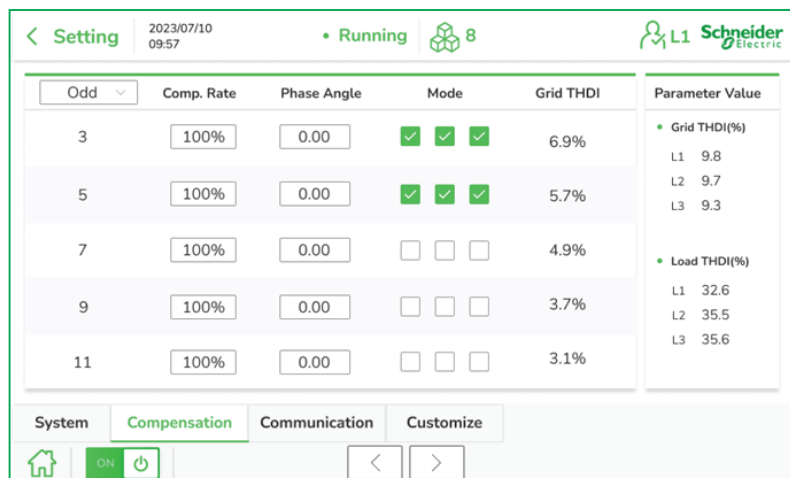 Setting
2023/07/10
09:57
Running
8
L1
Schneider
Electric
Odd Comp. Rate Phase Angle Mode Grid THDI
3 100% 0.00 6.9%
5 100% 0.00 5.7%
7 100% 0.00 4.9%
9 100% 0.00 3.7%
11 100% 0.00 3.1%
Parameter Value
Grid THDI(%)
L1 9.8
L2 9.7
L3 9.3
Load THDI(%)
L1 32.6
L2 35.5
L3 35.6
System Compensation Communication Customize
ON